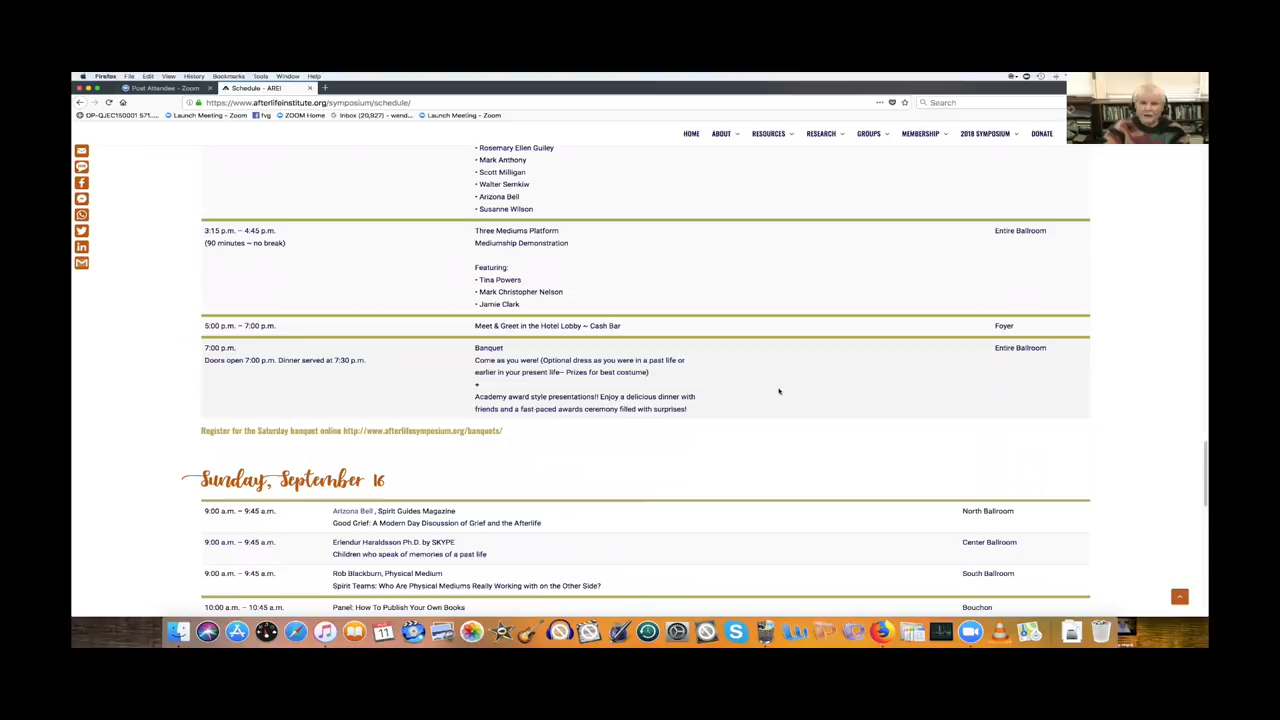 Firefox File Edit View History Bookmarks Tools Window Help
Post Attendee - Zoom
Schedule - AREI
https://www.afterlifeinstitute.org/symposium/schedule/
Search
OP-QJEC150001 571....
Launch Meeting - Zoom
fvg
ZOOM Home
Inbox (20,927) - wend...
Launch Meeting - Zoom
HOME ABOUT RESOURCES RESEARCH GROUPS MEMBERSHIP 2018 SYMPOSIUM DONATE
• Rosemary Ellen Guiley
• Mark Anthony
• Scott Milligan
• Walter Semkiw
• Arizona Bell
• Susanne Wilson
3:15 p.m. – 4:45 p.m. Three Mediums Platform Entire Ballroom
(90 minutes ~ no break) Mediumship Demonstration
Featuring:
• Tina Powers
• Mark Christopher Nelson
• Jamie Clark
5:00 p.m. – 7:00 p.m. Meet & Greet in the Hotel Lobby ~ Cash Bar Foyer
7:00 p.m. Banquet Entire Ballroom
Doors open 7:00 p.m. Dinner served at 7:30 p.m. Come as you were! (Optional dress as you were in a past life or
earlier in your present life– Prizes for best costume)
+
Academy award style presentations!! Enjoy a delicious dinner with
friends and a fast-paced awards ceremony filled with surprises!
Register for the Saturday banquet online http://www.afterlifesymposium.org/banquets/
Sunday, September 16
9:00 a.m. – 9:45 a.m. Arizona Bell , Spirit Guides Magazine North Ballroom
Good Grief: A Modern Day Discussion of Grief and the Afterlife
9:00 a.m. – 9:45 a.m. Erlendur Haraldsson Ph.D. by SKYPE Center Ballroom
Children who speak of memories of a past life
9:00 a.m. – 9:45 a.m. Rob Blackburn, Physical Medium South Ballroom
Spirit Teams: Who Are Physical Mediums Really Working with on the Other Side?
10:00 a.m. – 10:45 a.m. Panel: How To Publish Your Own Books Bouchon
11